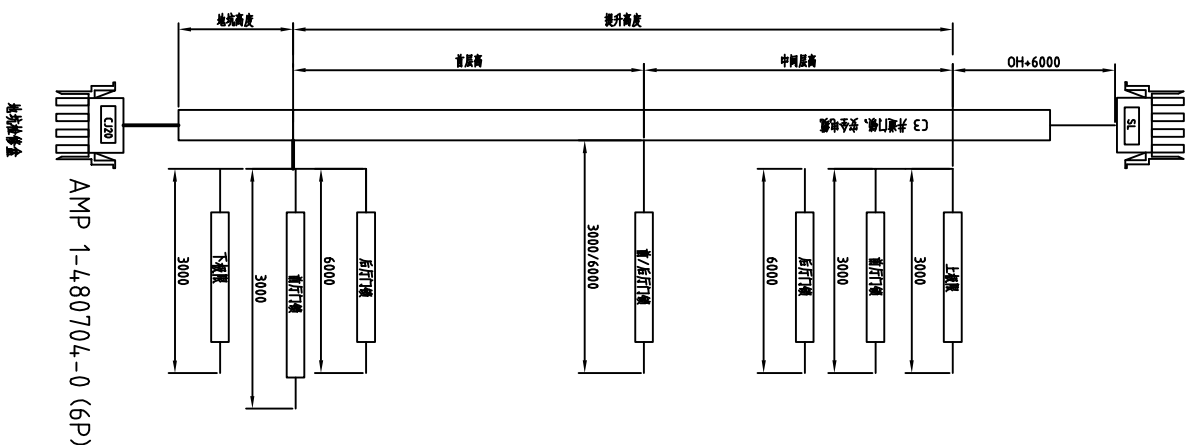 地坑高度
提升高度
首层高
中间层高
OH+6000
地坑检修盒
CJ20
C3 井道门锁、安全电缆
SL
AMP 1-480704-0 (6P)
下极限
3000
前厅门锁
3000
后厅门锁
6000
前/后厅门锁
3000/6000
后厅门锁
6000
前厅门锁
3000
上极限
3000